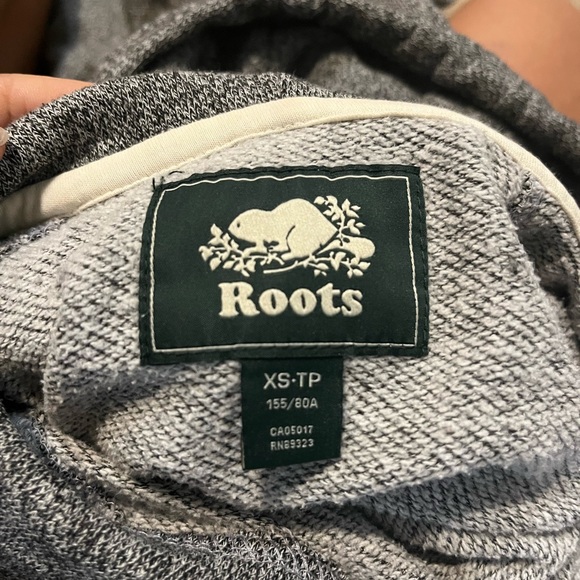 Roots
XS·TP
155/80A
CA05017
RN89323